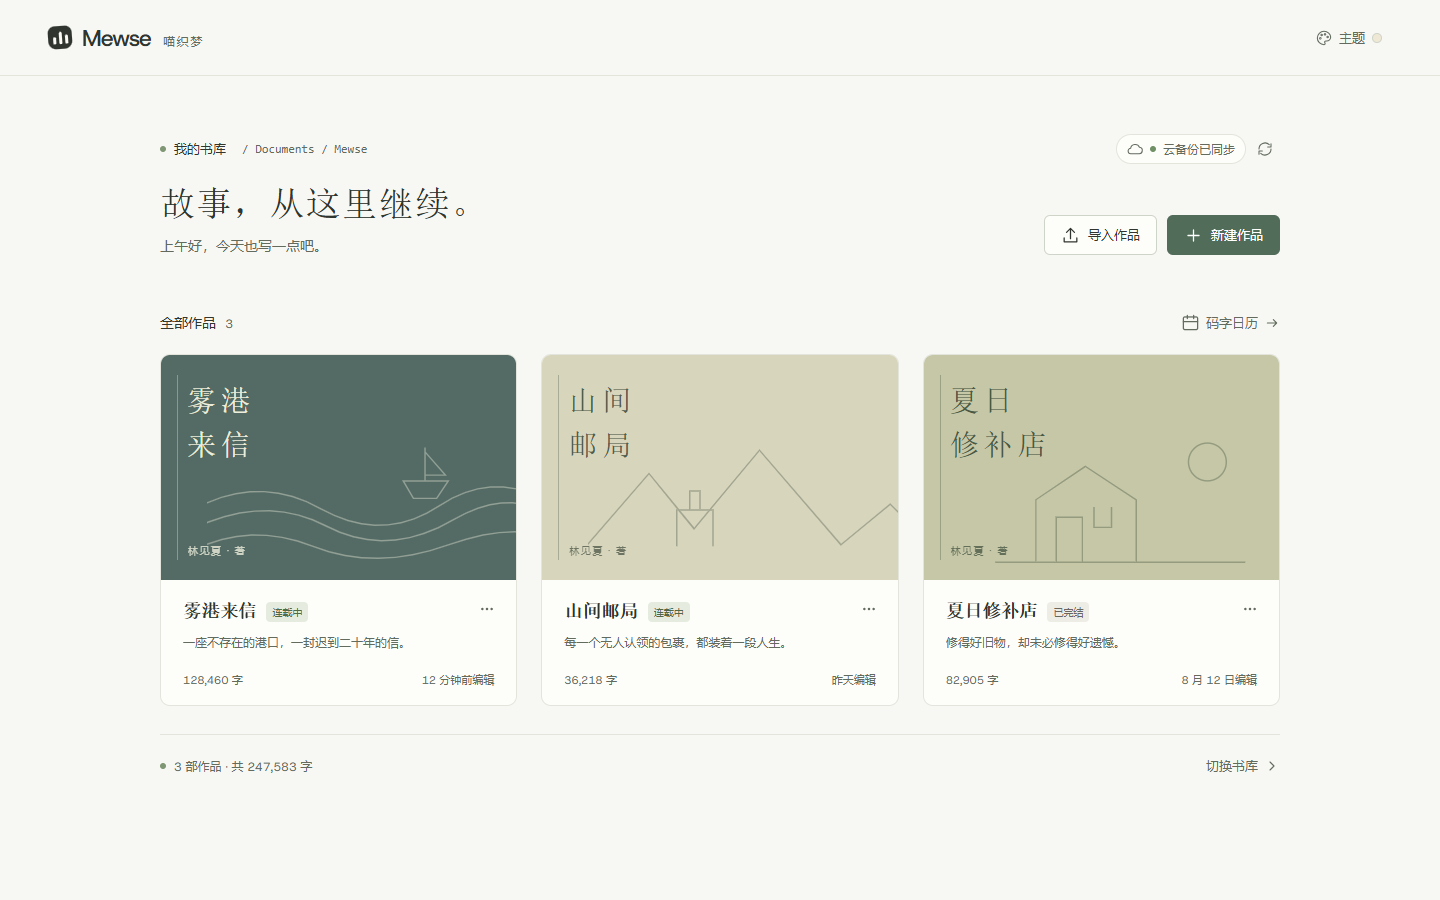 Mewse 喵织梦
主题
我的书库 / Documents / Mewse
云备份已同步
故事，从这里继续。
上午好，今天也写一点吧。
导入作品
新建作品
全部作品 3
码字日历
雾港
来信
林见夏 · 著
山间
邮局
林见夏 · 著
夏日
修补店
林见夏 · 著
雾港来信 连载中
一座不存在的港口，一封迟到二十年的信。
128,460 字
12 分钟前编辑
山间邮局 连载中
每一个无人认领的包裹，都装着一段人生。
36,218 字
昨天编辑
夏日修补店 已完结
修得好旧物，却未必修得好遗憾。
82,905 字
8 月 12 日编辑
3 部作品 · 共 247,583 字
切换书库